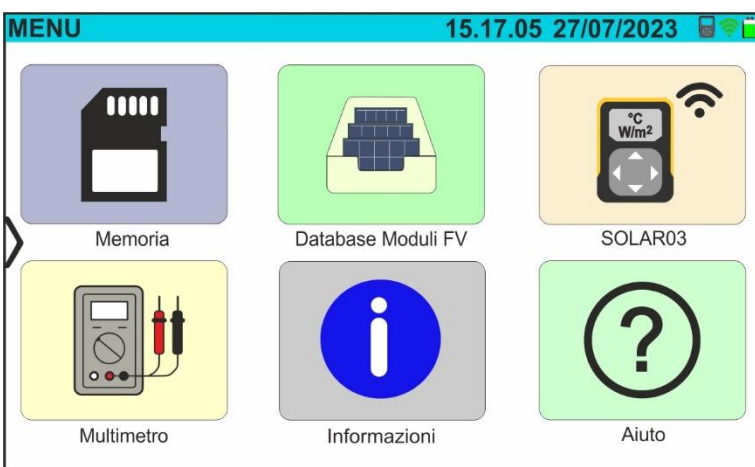 MENU 15.17.05 27/07/2023
°C
W/m²
Memoria Database Moduli FV SOLAR03
Multimetro Informazioni Aiuto